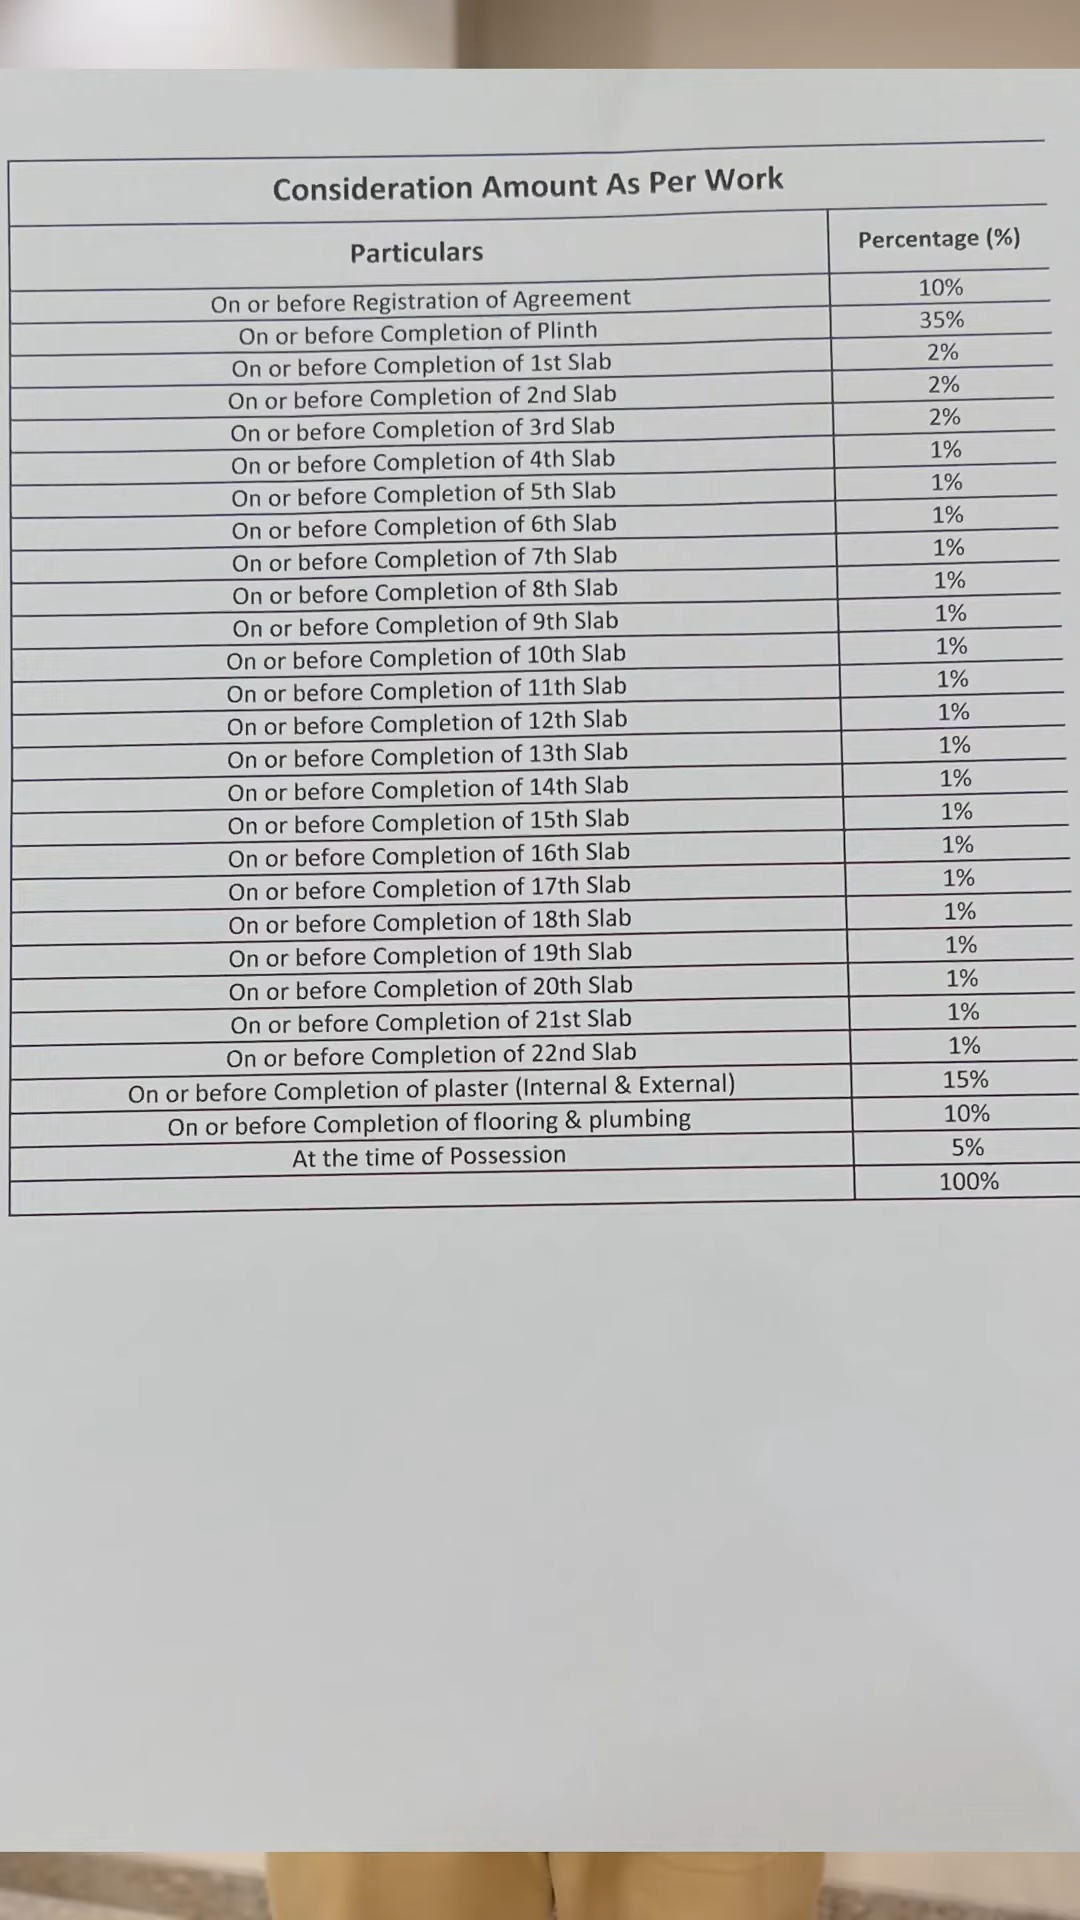 Consideration Amount As Per Work
Particulars Percentage (%)
On or before Registration of Agreement 10%
On or before Completion of Plinth 35%
On or before Completion of 1st Slab 2%
On or before Completion of 2nd Slab 2%
On or before Completion of 3rd Slab 2%
On or before Completion of 4th Slab 1%
On or before Completion of 5th Slab 1%
On or before Completion of 6th Slab 1%
On or before Completion of 7th Slab 1%
On or before Completion of 8th Slab 1%
On or before Completion of 9th Slab 1%
On or before Completion of 10th Slab 1%
On or before Completion of 11th Slab 1%
On or before Completion of 12th Slab 1%
On or before Completion of 13th Slab 1%
On or before Completion of 14th Slab 1%
On or before Completion of 15th Slab 1%
On or before Completion of 16th Slab 1%
On or before Completion of 17th Slab 1%
On or before Completion of 18th Slab 1%
On or before Completion of 19th Slab 1%
On or before Completion of 20th Slab 1%
On or before Completion of 21st Slab 1%
On or before Completion of 22nd Slab 1%
On or before Completion of plaster (Internal & External) 15%
On or before Completion of flooring & plumbing 10%
At the time of Possession 5%
100%